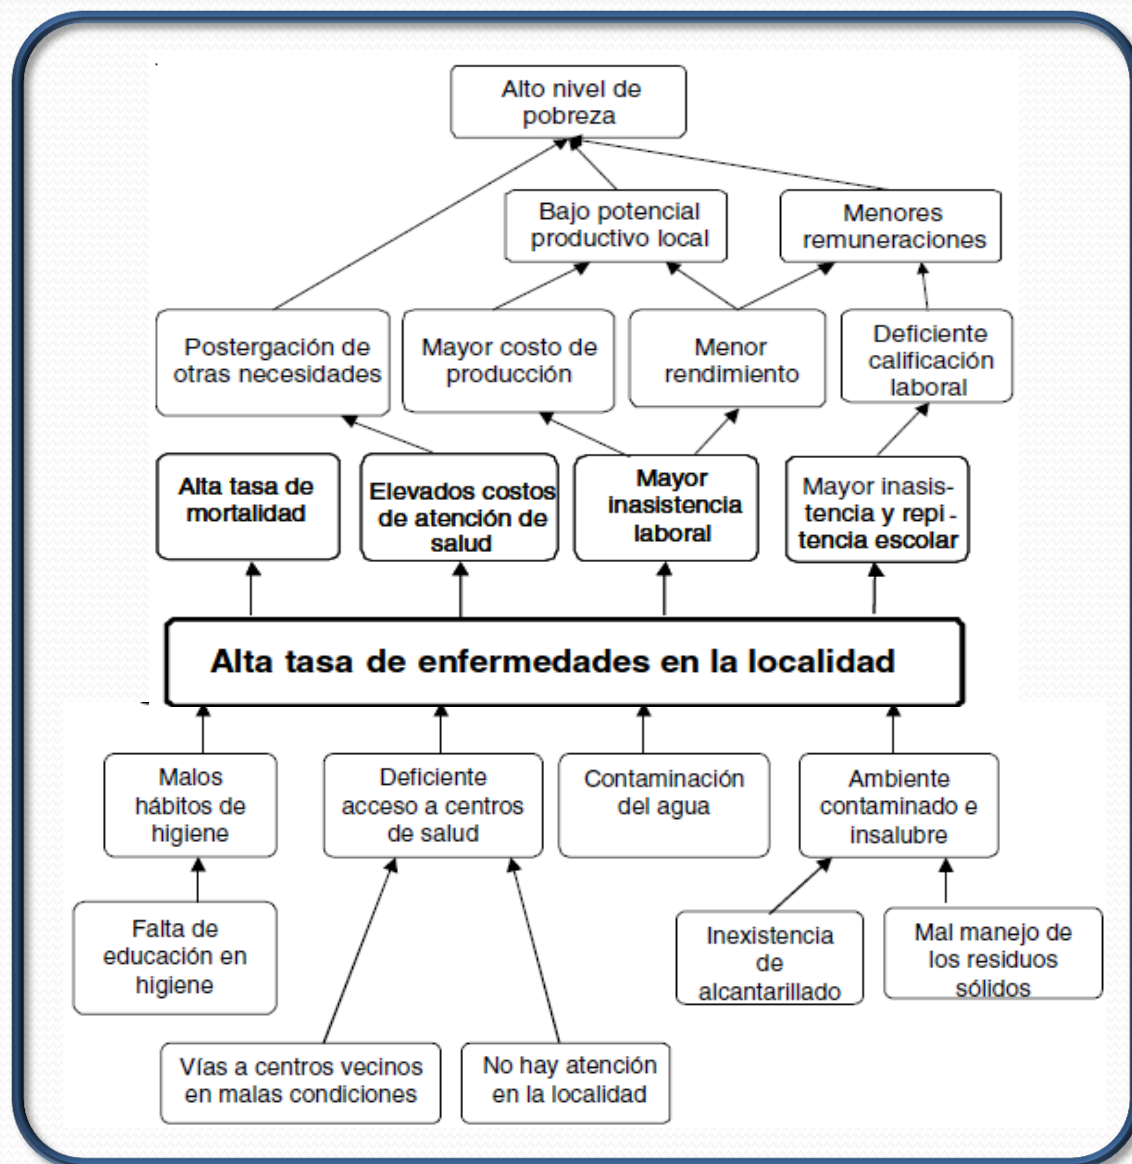 Alto nivel de
pobreza
Bajo potencial
productivo local
Menores
remuneraciones
Postergación de
otras necesidades
Mayor costo de
producción
Menor
rendimiento
Deficiente
calificación
laboral
Alta tasa de
mortalidad
Elevados costos
de atención de
salud
Mayor
inasistencia
laboral
Mayor inasis-
tencia y repi-
tencia escolar
Alta tasa de enfermedades en la localidad
Malos
hábitos de
higiene
Deficiente
acceso a centros
de salud
Contaminación
del agua
Ambiente
contaminado e
insalubre
Falta de
educación en
higiene
Inexistencia
de
alcantarillado
Mal manejo de
los residuos
sólidos
Vías a centros vecinos
en malas condiciones
No hay atención
en la localidad